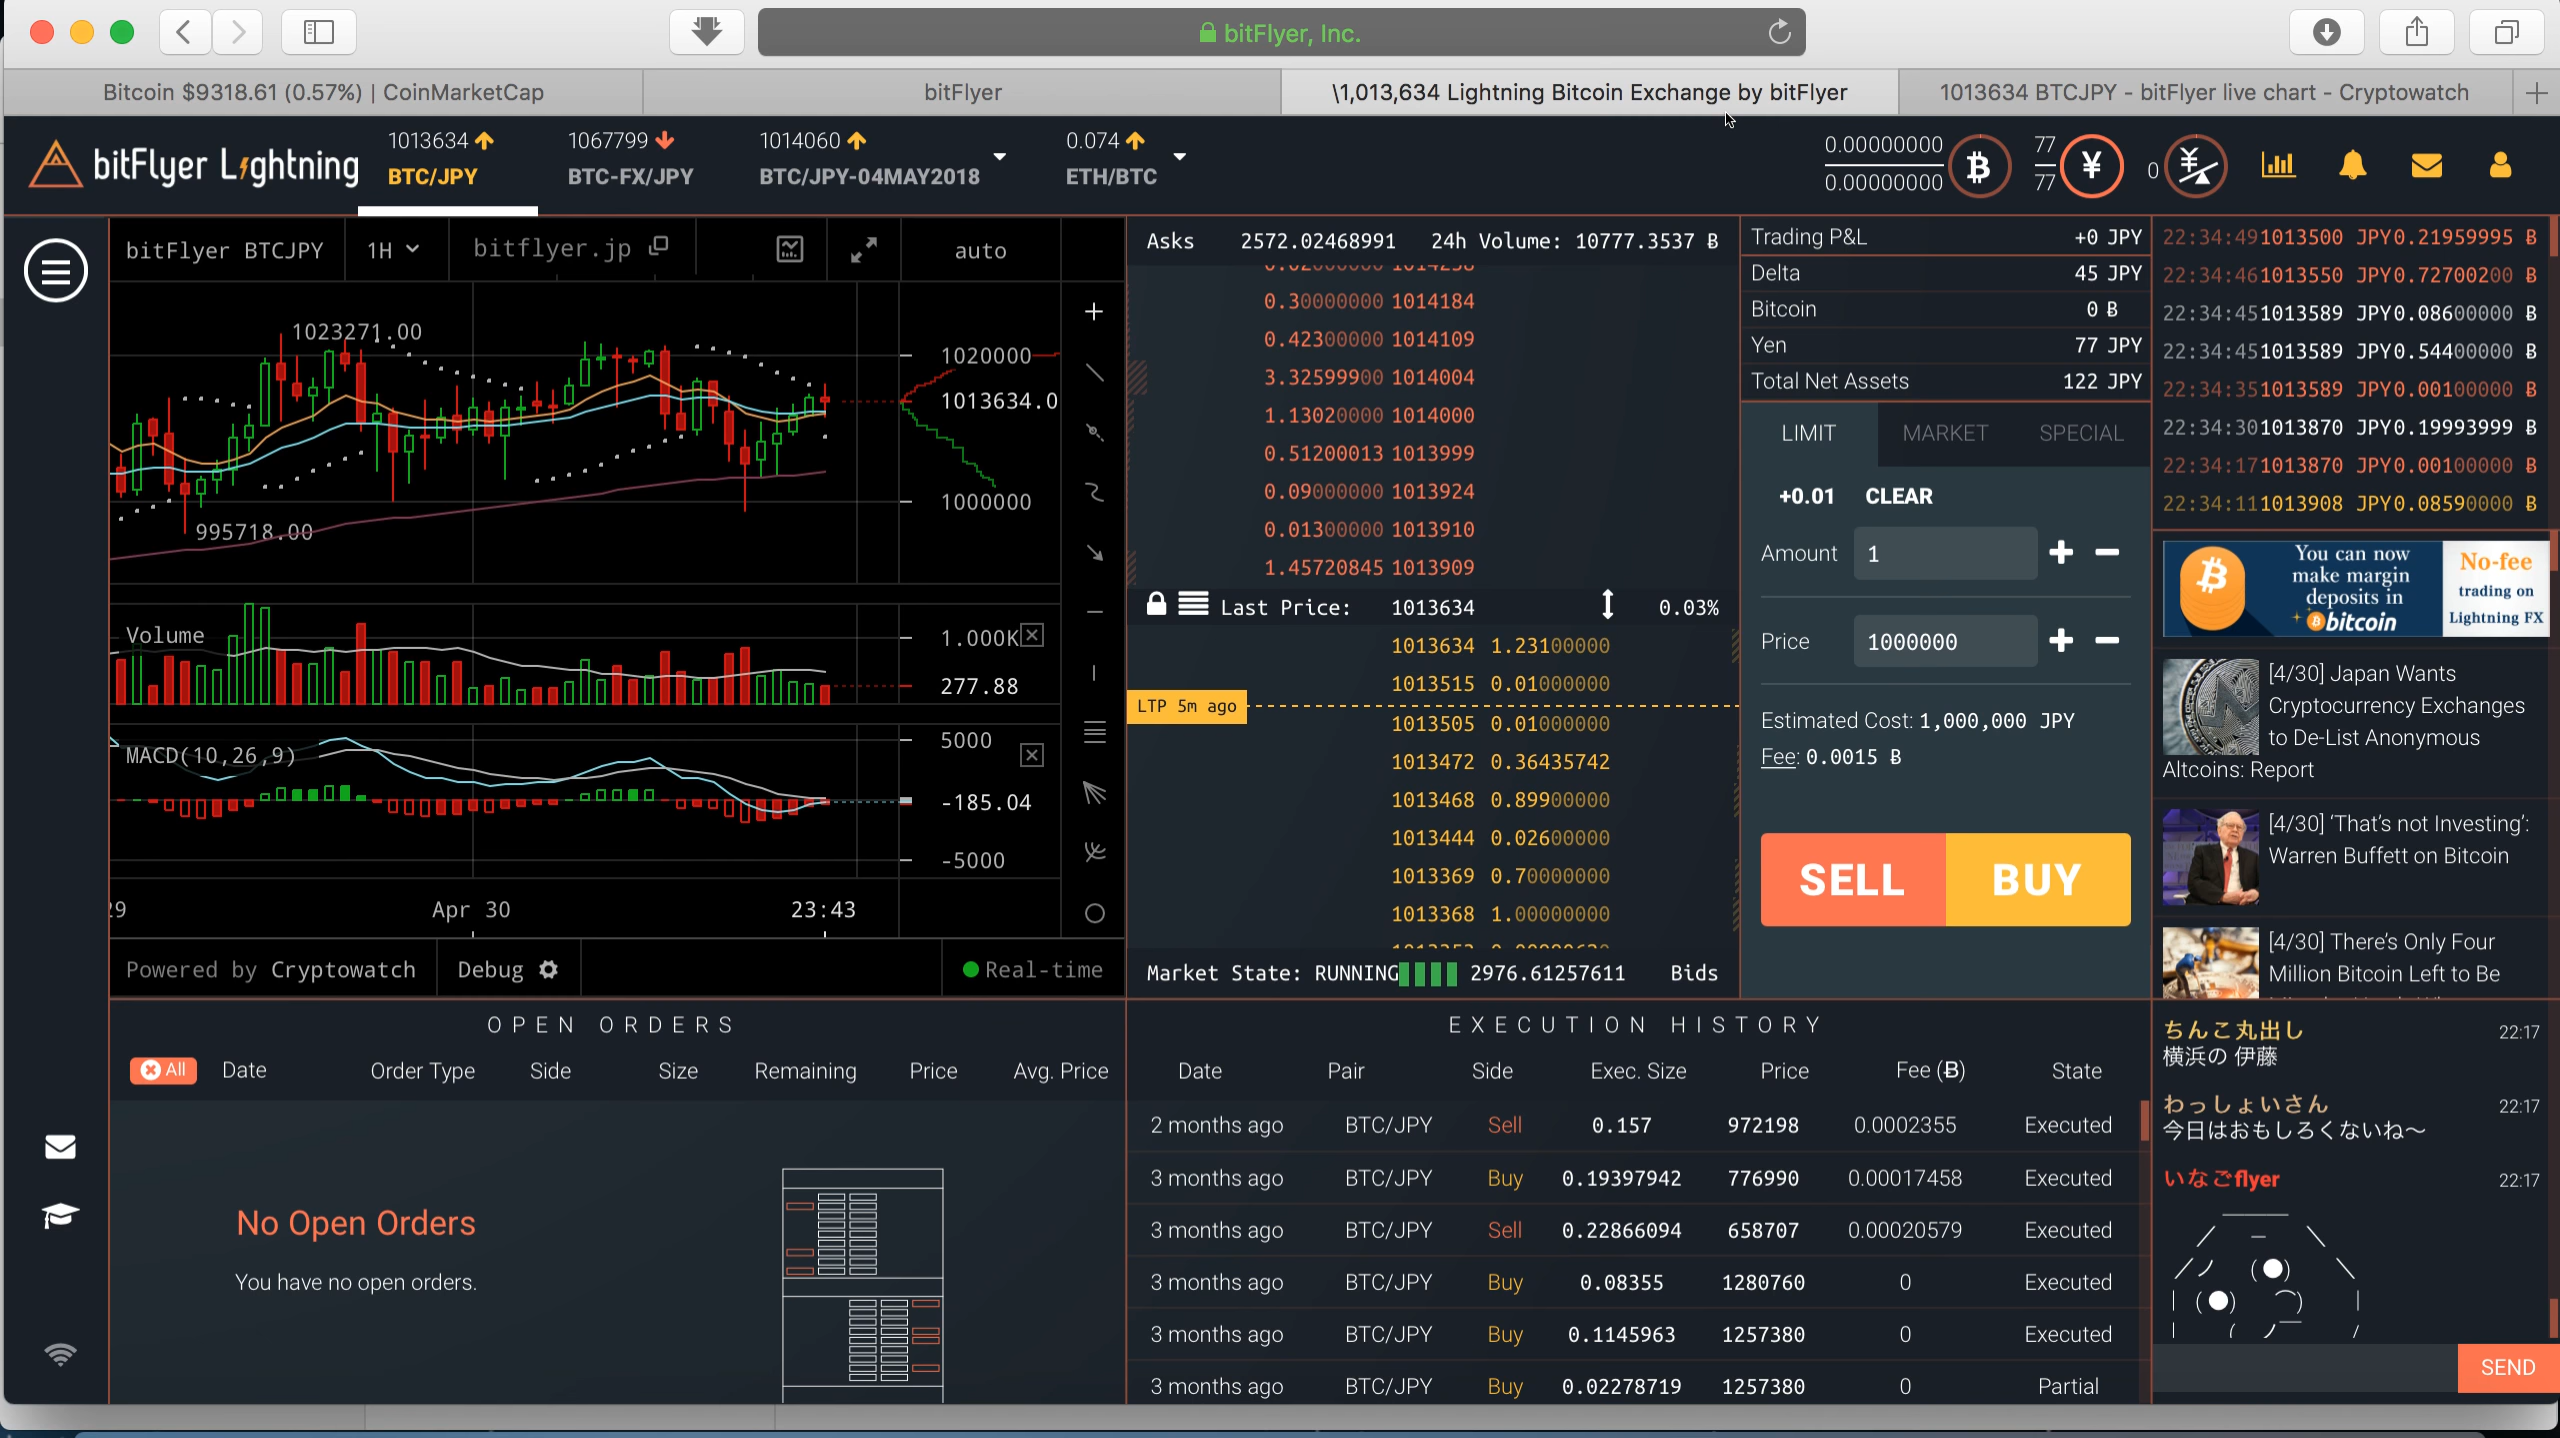 bitFlyer, Inc.
Bitcoin $9318.61 (0.57%) | CoinMarketCap
bitFlyer
\1,013,634 Lightning Bitcoin Exchange by bitFlyer
1013634 BTCJPY - bitFlyer live chart - Cryptowatch
bitFlyer Lightning
1013634
BTC/JPY
1067799
BTC-FX/JPY
1014060
BTC/JPY-04MAY2018
0.074
ETH/BTC
0.00000000
0.00000000
77
77
0
bitFlyer BTCJPY
1H
bitflyer.jp
auto
1023271.00
995718.00
1020000
1013634.0
1000000
Volume
1.000K
277.88
MACD(10,26,9)
5000
-185.04
-5000
29
Apr 30
23:43
Powered by Cryptowatch
Debug
Real-time
Asks 2572.02468991 24h Volume: 10777.3537 Ƀ
0.30000000 1014184
0.42300000 1014109
3.32599900 1014004
1.13020000 1014000
0.51200013 1013999
0.09000000 1013924
0.01300000 1013910
1.45720845 1013909
Last Price: 1013634 0.03%
1013634 1.23100000
1013515 0.01000000
LTP 5m ago
1013505 0.01000000
1013472 0.36435742
1013468 0.89900000
1013444 0.02600000
1013369 0.70000000
1013368 1.00000000
Market State: RUNNING 2976.61257611 Bids
Trading P&L +0 JPY
Delta 45 JPY
Bitcoin 0 Ƀ
Yen 77 JPY
Total Net Assets 122 JPY
LIMIT MARKET SPECIAL
+0.01 CLEAR
Amount 1
Price 1000000
Estimated Cost: 1,000,000 JPY
Fee: 0.0015 Ƀ
SELL BUY
22:34:49 1013500 JPY 0.21959995 Ƀ
22:34:46 1013550 JPY 0.72700200 Ƀ
22:34:45 1013589 JPY 0.08600000 Ƀ
22:34:45 1013589 JPY 0.54400000 Ƀ
22:34:35 1013589 JPY 0.00100000 Ƀ
22:34:30 1013870 JPY 0.19993999 Ƀ
22:34:17 1013870 JPY 0.00100000 Ƀ
22:34:11 1013908 JPY 0.08590000 Ƀ
You can now
make margin
deposits in
bitcoin
No-fee
trading on
Lightning FX
[4/30] Japan Wants
Cryptocurrency Exchanges
to De-List Anonymous
Altcoins: Report
[4/30] ‘That’s not Investing’:
Warren Buffett on Bitcoin
[4/30] There’s Only Four
Million Bitcoin Left to Be
OPEN ORDERS
All Date Order Type Side Size Remaining Price Avg. Price
No Open Orders
You have no open orders.
EXECUTION HISTORY
Date Pair Side Exec. Size Price Fee (Ƀ) State
2 months ago BTC/JPY Sell 0.157 972198 0.0002355 Executed
3 months ago BTC/JPY Buy 0.19397942 776990 0.00017458 Executed
3 months ago BTC/JPY Sell 0.22866094 658707 0.00020579 Executed
3 months ago BTC/JPY Buy 0.08355 1280760 0 Executed
3 months ago BTC/JPY Buy 0.1145963 1257380 0 Executed
3 months ago BTC/JPY Buy 0.02278719 1257380 0 Partial
ちんこ丸出し 22:17
横浜の 伊藤
わっしょいさん 22:17
今日はおもしろくないね～
いなごflyer 22:17
SEND